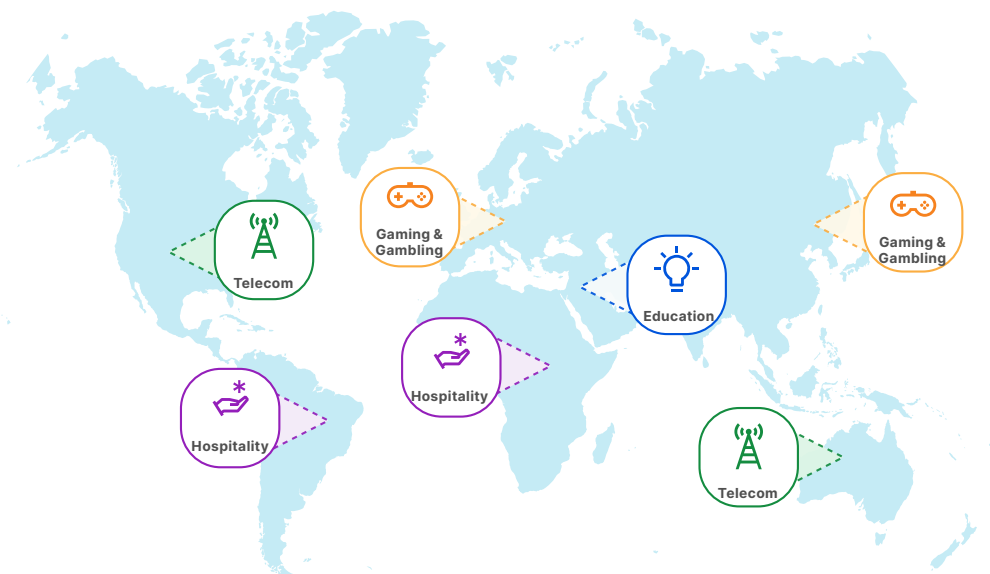 Gaming &
Gambling
Gaming &
Gambling
Telecom
Education
Hospitality
Hospitality
Telecom